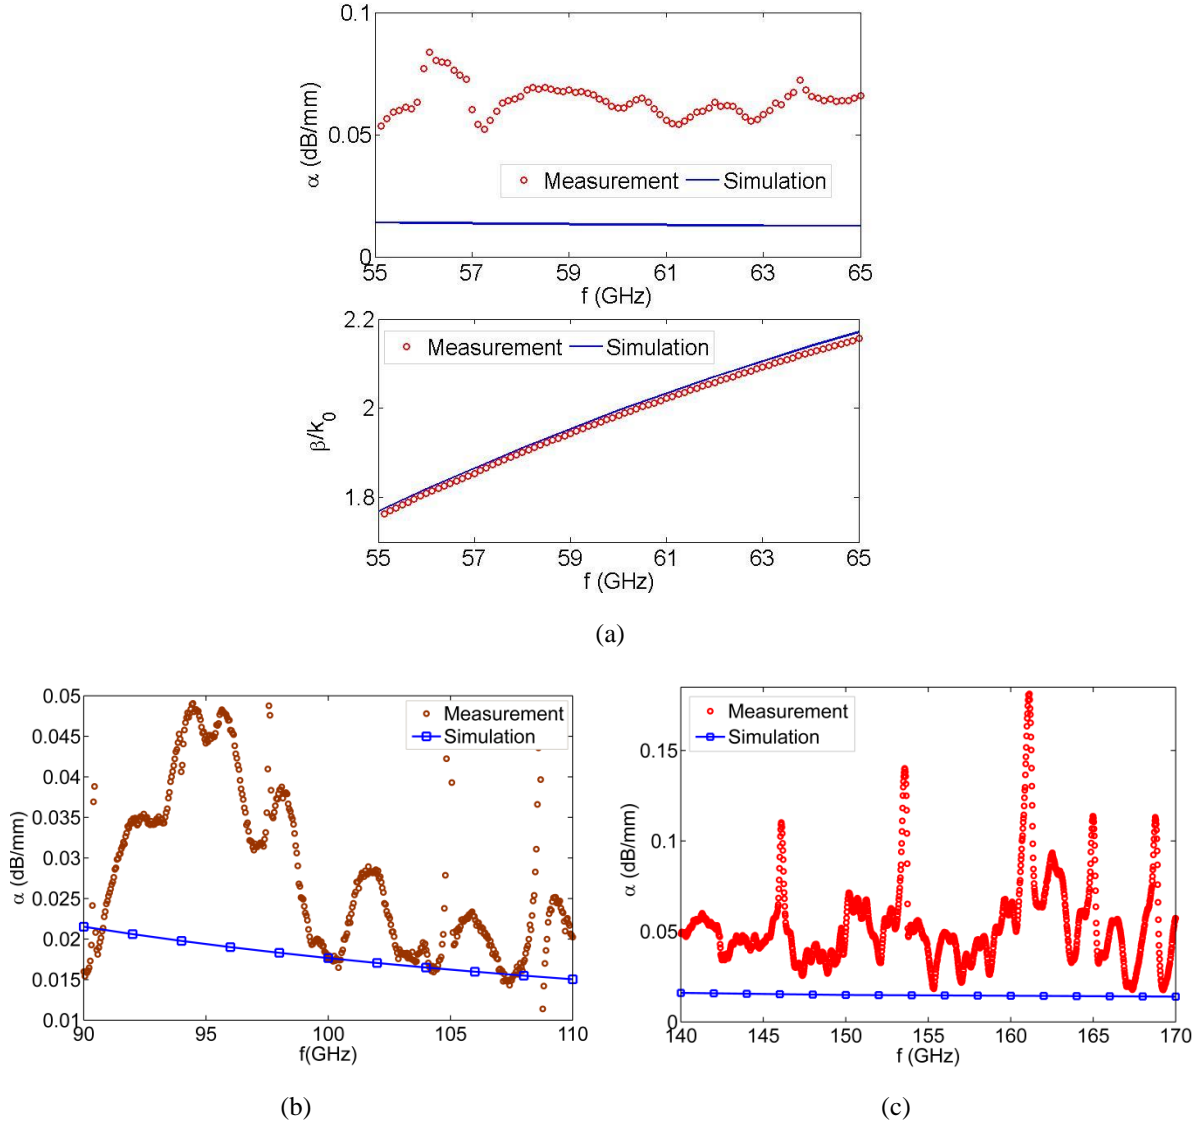 0.1
0.05
0
α (dB/mm)
Measurement Simulation
55 57 59 61 63 65
f (GHz)
2.2
2
1.8
β/k0
Measurement Simulation
55 57 59 61 63 65
f (GHz)
(a)
0.05
0.045
0.04
0.035
0.03
0.025
0.02
0.015
0.01
α (dB/mm)
Measurement
Simulation
90 95 100 105 110
f(GHz)
(b)
0.15
0.1
0.05
0
α (dB/mm)
Measurement
Simulation
140 145 150 155 160 165 170
f (GHz)
(c)